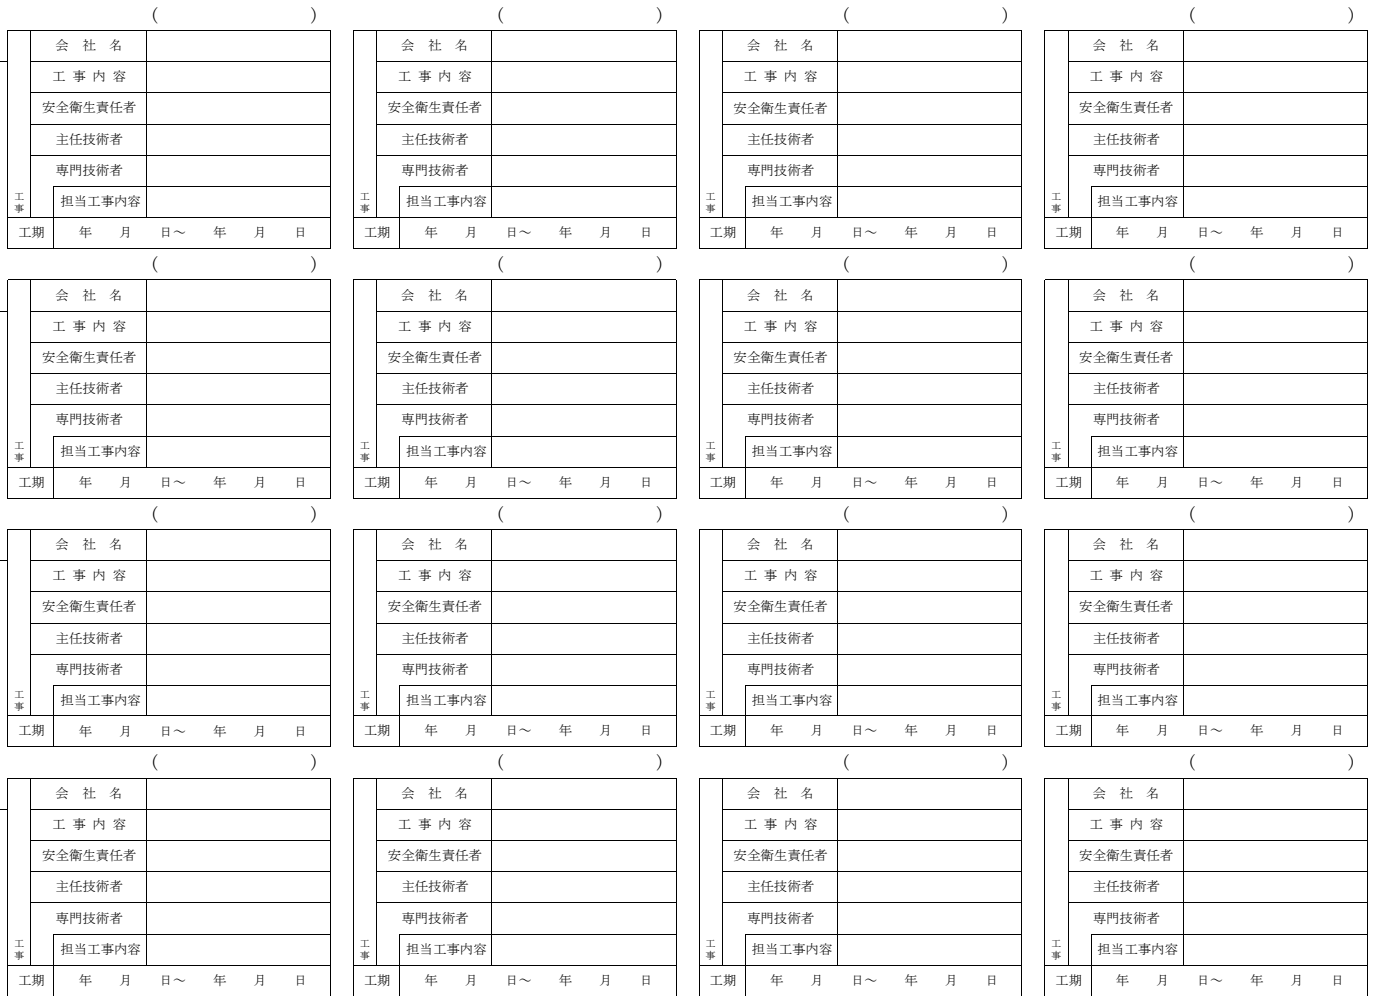 (　　　　　) (　　　　　) (　　　　　) (　　　　　)
会 社 名 会 社 名 会 社 名 会 社 名
工 事 内 容 工 事 内 容 工 事 内 容 工 事 内 容
安全衛生責任者 安全衛生責任者 安全衛生責任者 安全衛生責任者
主任技術者 主任技術者 主任技術者 主任技術者
専門技術者 専門技術者 専門技術者 専門技術者
工事 担当工事内容 工事 担当工事内容 工事 担当工事内容 工事 担当工事内容
工期 年 月 日～ 年 月 日 工期 年 月 日～ 年 月 日 工期 年 月 日～ 年 月 日 工期 年 月 日～ 年 月 日
(　　　　　) (　　　　　) (　　　　　) (　　　　　)
会 社 名 会 社 名 会 社 名 会 社 名
工 事 内 容 工 事 内 容 工 事 内 容 工 事 内 容
安全衛生責任者 安全衛生責任者 安全衛生責任者 安全衛生責任者
主任技術者 主任技術者 主任技術者 主任技術者
専門技術者 専門技術者 専門技術者 専門技術者
工事 担当工事内容 工事 担当工事内容 工事 担当工事内容 工事 担当工事内容
工期 年 月 日～ 年 月 日 工期 年 月 日～ 年 月 日 工期 年 月 日～ 年 月 日 工期 年 月 日～ 年 月 日
(　　　　　) (　　　　　) (　　　　　) (　　　　　)
会 社 名 会 社 名 会 社 名 会 社 名
工 事 内 容 工 事 内 容 工 事 内 容 工 事 内 容
安全衛生責任者 安全衛生責任者 安全衛生責任者 安全衛生責任者
主任技術者 主任技術者 主任技術者 主任技術者
専門技術者 専門技術者 専門技術者 専門技術者
工事 担当工事内容 工事 担当工事内容 工事 担当工事内容 工事 担当工事内容
工期 年 月 日～ 年 月 日 工期 年 月 日～ 年 月 日 工期 年 月 日～ 年 月 日 工期 年 月 日～ 年 月 日
(　　　　　) (　　　　　) (　　　　　) (　　　　　)
会 社 名 会 社 名 会 社 名 会 社 名
工 事 内 容 工 事 内 容 工 事 内 容 工 事 内 容
安全衛生責任者 安全衛生責任者 安全衛生責任者 安全衛生責任者
主任技術者 主任技術者 主任技術者 主任技術者
専門技術者 専門技術者 専門技術者 専門技術者
工事 担当工事内容 工事 担当工事内容 工事 担当工事内容 工事 担当工事内容
工期 年 月 日～ 年 月 日 工期 年 月 日～ 年 月 日 工期 年 月 日～ 年 月 日 工期 年 月 日～ 年 月 日